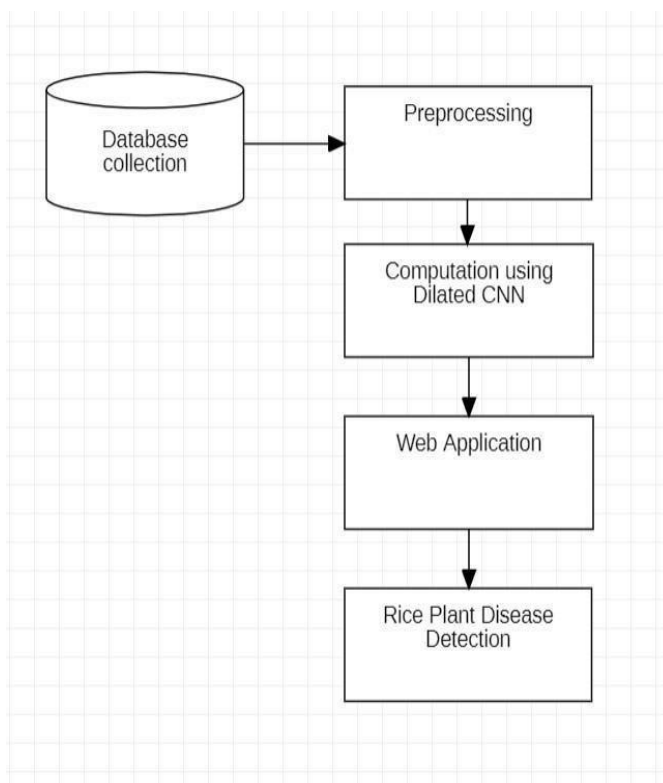 Database
collection
Preprocessing
Computation using
Dilated CNN
Web Application
Rice Plant Disease
Detection